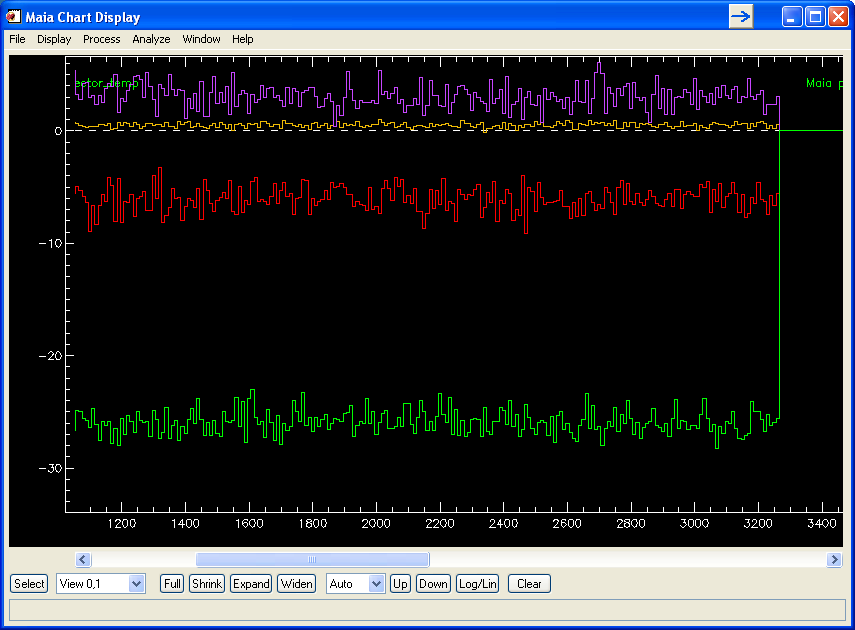 Maia Chart Display
File Display Process Analyze Window Help
ector_temp Maia p
0
−10
−20
−30
1200 1400 1600 1800 2000 2200 2400 2600 2800 3000 3200 3400
Select View 0,1 Full Shrink Expand Widen Auto Up Down Log/Lin Clear